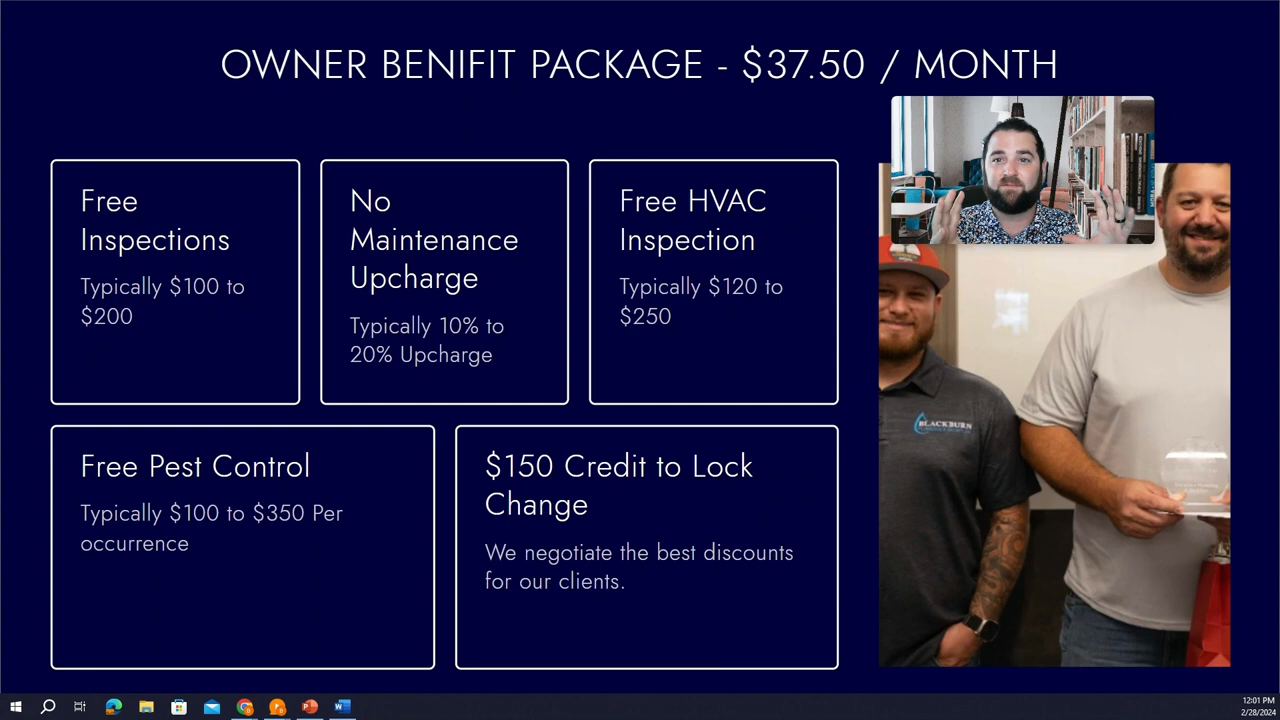 OWNER BENIFIT PACKAGE - $37.50 / MONTH
Free
Inspections
Typically $100 to
$200
No
Maintenance
Upcharge
Typically 10% to
20% Upcharge
Free HVAC
Inspection
Typically $120 to
$250
Free Pest Control
Typically $100 to $350 Per
occurrence
$150 Credit to Lock
Change
We negotiate the best discounts
for our clients.
BLACKBURN
12:01 PM
2/28/2024